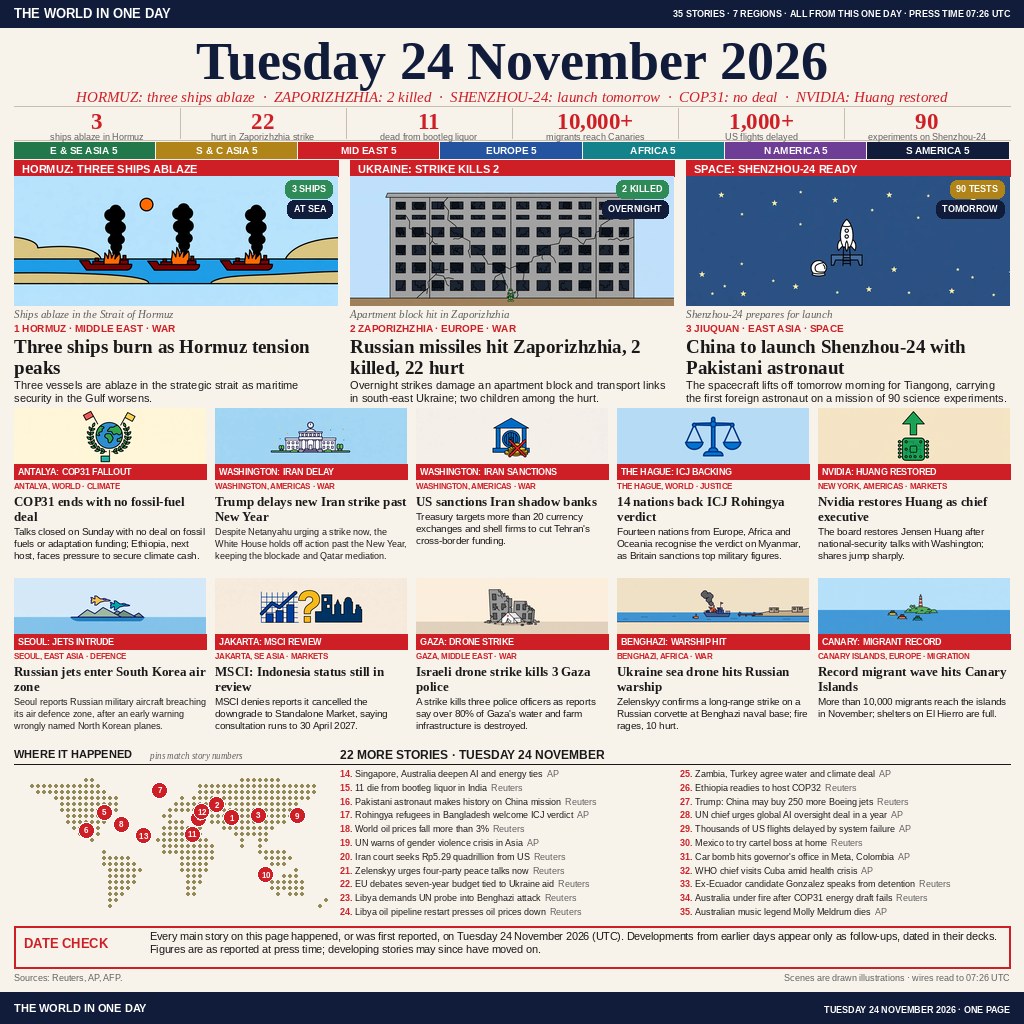 THE WORLD IN ONE DAY
35 STORIES · 7 REGIONS · ALL FROM THIS ONE DAY · PRESS TIME 07:26 UTC
Tuesday 24 November 2026
HORMUZ: three ships ablaze · ZAPORIZHZHIA: 2 killed · SHENZHOU-24: launch tomorrow · COP31: no deal · NVIDIA: Huang restored
3
ships ablaze in Hormuz
22
hurt in Zaporizhzhia strike
11
dead from bootleg liquor
10,000+
migrants reach Canaries
1,000+
US flights delayed
90
experiments on Shenzhou-24
E & SE ASIA 5
S & C ASIA 5
MID EAST 5
EUROPE 5
AFRICA 5
N AMERICA 5
S AMERICA 5
HORMUZ: THREE SHIPS ABLAZE
3 SHIPS
AT SEA
Ships ablaze in the Strait of Hormuz
1 HORMUZ · MIDDLE EAST · WAR
Three ships burn as Hormuz tension
peaks
Three vessels are ablaze in the strategic strait as maritime
security in the Gulf worsens.
UKRAINE: STRIKE KILLS 2
2 KILLED
OVERNIGHT
Apartment block hit in Zaporizhzhia
2 ZAPORIZHZHIA · EUROPE · WAR
Russian missiles hit Zaporizhzhia, 2
killed, 22 hurt
Overnight strikes damage an apartment block and transport links
in south-east Ukraine; two children among the hurt.
SPACE: SHENZHOU-24 READY
90 TESTS
TOMORROW
Shenzhou-24 prepares for launch
3 JIUQUAN · EAST ASIA · SPACE
China to launch Shenzhou-24 with
Pakistani astronaut
The spacecraft lifts off tomorrow morning for Tiangong, carrying
the first foreign astronaut on a mission of 90 science experiments.
ANTALYA: COP31 FALLOUT
ANTALYA, WORLD · CLIMATE
COP31 ends with no fossil-fuel
deal
Talks closed on Sunday with no deal on fossil
fuels or adaptation funding; Ethiopia, next
host, faces pressure to secure climate cash.
WASHINGTON: IRAN DELAY
WASHINGTON, AMERICAS · WAR
Trump delays new Iran strike past
New Year
Despite Netanyahu urging a strike now, the
White House holds off action past the New Year,
keeping the blockade and Qatar mediation.
WASHINGTON: IRAN SANCTIONS
WASHINGTON, AMERICAS · WAR
US sanctions Iran shadow banks
Treasury targets more than 20 currency
exchanges and shell firms to cut Tehran's
cross-border funding.
THE HAGUE: ICJ BACKING
THE HAGUE, WORLD · JUSTICE
14 nations back ICJ Rohingya
verdict
Fourteen nations from Europe, Africa and
Oceania recognise the verdict on Myanmar,
as Britain sanctions top military figures.
NVIDIA: HUANG RESTORED
NEW YORK, AMERICAS · MARKETS
Nvidia restores Huang as chief
executive
The board restores Jensen Huang after
national-security talks with Washington;
shares jump sharply.
SEOUL: JETS INTRUDE
SEOUL, EAST ASIA · DEFENCE
Russian jets enter South Korea air
zone
Seoul reports Russian military aircraft breaching
its air defence zone, after an early warning
wrongly named North Korean planes.
JAKARTA: MSCI REVIEW
JAKARTA, SE ASIA · MARKETS
MSCI: Indonesia status still in
review
MSCI denies reports it cancelled the
downgrade to Standalone Market, saying
consultation runs to 30 April 2027.
GAZA: DRONE STRIKE
GAZA, MIDDLE EAST · WAR
Israeli drone strike kills 3 Gaza
police
A strike kills three police officers as reports
say over 80% of Gaza's water and farm
infrastructure is destroyed.
BENGHAZI: WARSHIP HIT
BENGHAZI, AFRICA · WAR
Ukraine sea drone hits Russian
warship
Zelenskyy confirms a long-range strike on a
Russian corvette at Benghazi naval base; fire
rages, 10 hurt.
CANARY: MIGRANT RECORD
CANARY ISLANDS, EUROPE · MIGRATION
Record migrant wave hits Canary
Islands
More than 10,000 migrants reach the islands
in November; shelters on El Hierro are full.
WHERE IT HAPPENED
pins match story numbers
7
5
6
8
13
12
2
11
1
3
9
10
22 MORE STORIES · TUESDAY 24 NOVEMBER
14. Singapore, Australia deepen AI and energy ties AP
15. 11 die from bootleg liquor in India Reuters
16. Pakistani astronaut makes history on China mission Reuters
17. Rohingya refugees in Bangladesh welcome ICJ verdict AP
18. World oil prices fall more than 3% Reuters
19. UN warns of gender violence crisis in Asia AP
20. Iran court seeks Rp5.29 quadrillion from US Reuters
21. Zelenskyy urges four-party peace talks now Reuters
22. EU debates seven-year budget tied to Ukraine aid Reuters
23. Libya demands UN probe into Benghazi attack Reuters
24. Libya oil pipeline restart presses oil prices down Reuters
25. Zambia, Turkey agree water and climate deal AP
26. Ethiopia readies to host COP32 Reuters
27. Trump: China may buy 250 more Boeing jets Reuters
28. UN chief urges global AI oversight deal in a year AP
29. Thousands of US flights delayed by system failure AP
30. Mexico to try cartel boss at home Reuters
31. Car bomb hits governor's office in Meta, Colombia AP
32. WHO chief visits Cuba amid health crisis AP
33. Ex-Ecuador candidate Gonzalez speaks from detention Reuters
34. Australia under fire after COP31 energy draft fails Reuters
35. Australian music legend Molly Meldrum dies AP
DATE CHECK
Every main story on this page happened, or was first reported, on Tuesday 24 November 2026 (UTC). Developments from earlier days appear only as follow-ups, dated in their decks.
Figures are as reported at press time; developing stories may since have moved on.
Sources: Reuters, AP, AFP.
Scenes are drawn illustrations · wires read to 07:26 UTC
THE WORLD IN ONE DAY
TUESDAY 24 NOVEMBER 2026 · ONE PAGE